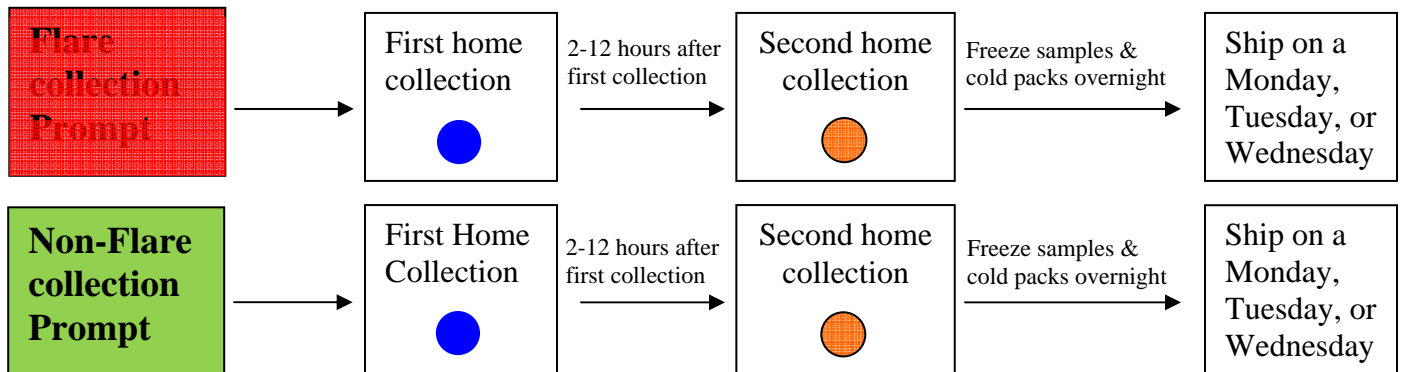 Flare
collection
Prompt
First home
collection
2-12 hours after
first collection
Second home
collection
Freeze samples &
cold packs overnight
Ship on a
Monday,
Tuesday, or
Wednesday
Non-Flare
collection
Prompt
First Home
Collection
2-12 hours after
first collection
Second home
collection
Freeze samples &
cold packs overnight
Ship on a
Monday,
Tuesday, or
Wednesday